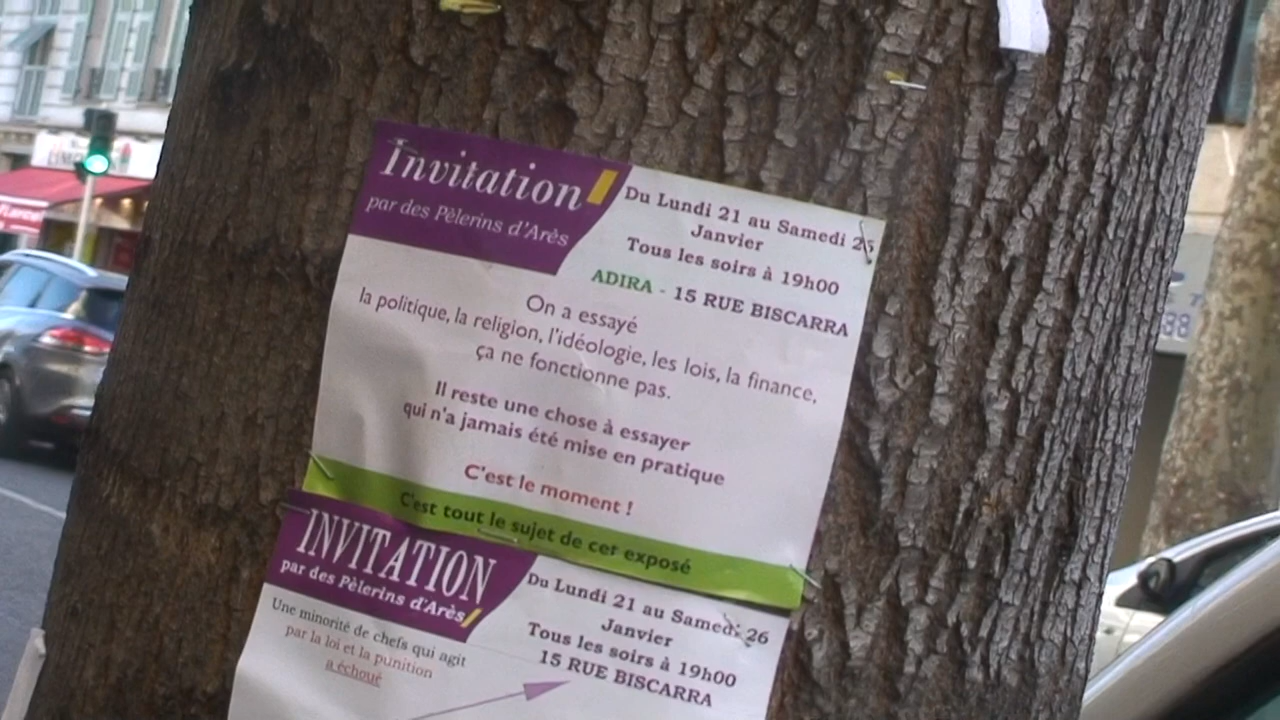 Invitation
par des Pèlerins d'Arès
Du Lundi 21 au Samedi 26
Janvier
Tous les soirs à 19h00
ADIRA - 15 RUE BISCARRA
On a essayé
la politique, la religion, l'idéologie, les lois, la finance,
ça ne fonctionne pas.
Il reste une chose à essayer
qui n'a jamais été mise en pratique
C'est le moment !
C'est tout le sujet de cet exposé
INVITATION
par des Pèlerins d'Arès
Du Lundi 21 au Samedi 26
Janvier
Tous les soirs à 19h00
15 RUE BISCARRA
Une minorité de chefs qui agit
par la loi et la punition
a échoué